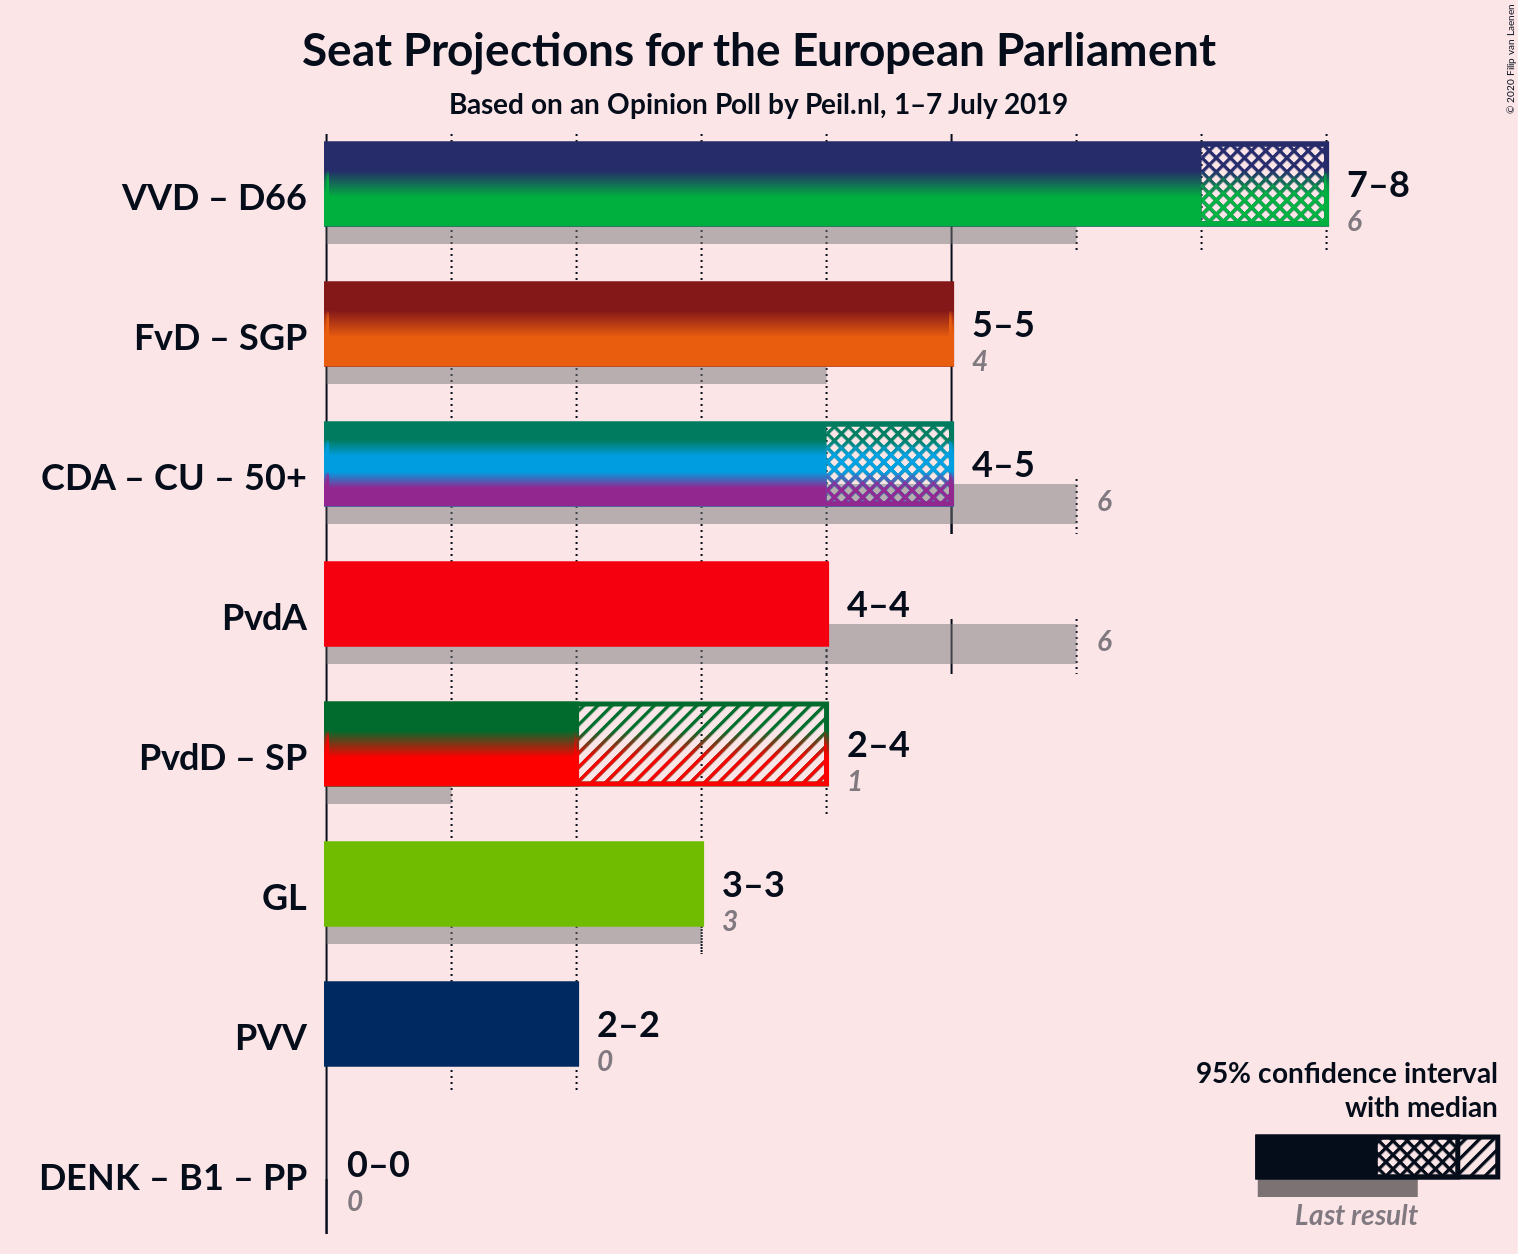 Seat Projections for the European Parliament
Based on an Opinion Poll by Peil.nl, 1–7 July 2019
© 2020 Filip van Laenen
VVD – D66
7–8
6
FvD – SGP
5–5
4
CDA – CU – 50+
4–5
6
PvdA
4–4
6
PvdD – SP
2–4
1
GL
3–3
3
PVV
2–2
0
DENK – B1 – PP
0–0
0
95% confidence interval
with median
Last result